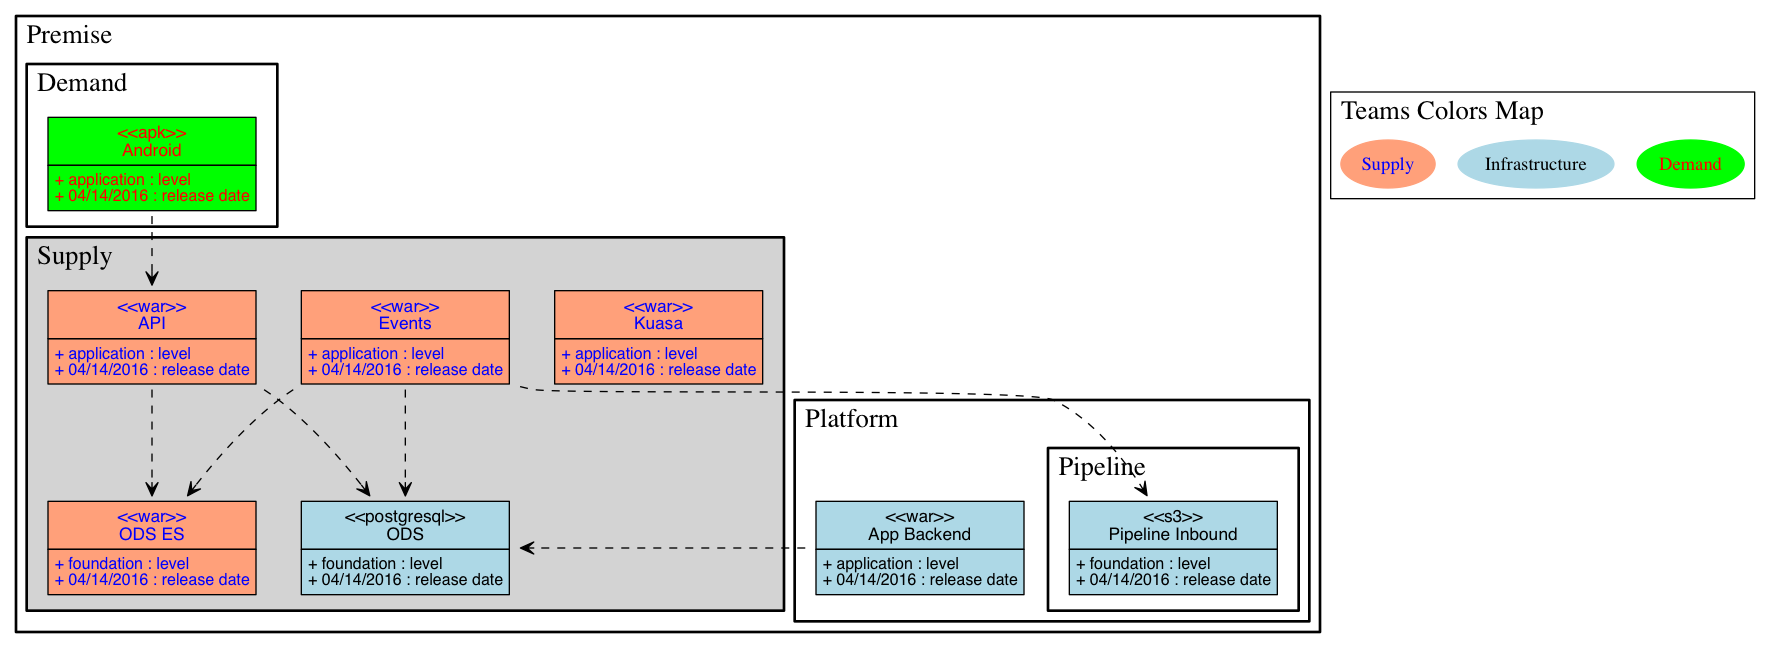 Premise
Demand
<<apk>>
Android
+ application : level
+ 04/14/2016 : release date
Teams Colors Map
Supply
Infrastructure
Demand
Supply
<<war>>
API
+ application : level
+ 04/14/2016 : release date
<<war>>
Events
+ application : level
+ 04/14/2016 : release date
<<war>>
Kuasa
+ application : level
+ 04/14/2016 : release date
<<war>>
ODS ES
+ foundation : level
+ 04/14/2016 : release date
<<postgresql>>
ODS
+ foundation : level
+ 04/14/2016 : release date
Platform
<<war>>
App Backend
+ application : level
+ 04/14/2016 : release date
Pipeline
<<s3>>
Pipeline Inbound
+ foundation : level
+ 04/14/2016 : release date